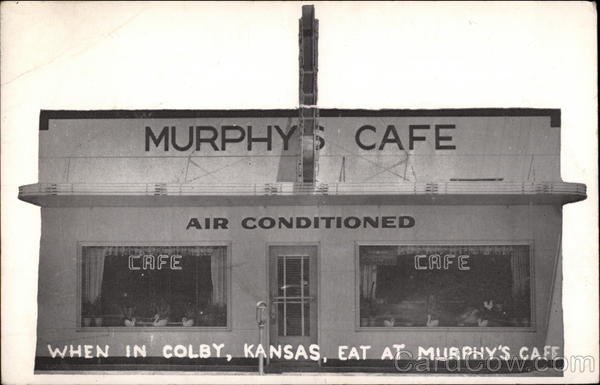 MURPHY'S CAFE
AIR CONDITIONED
CAFE
CAFE
WHEN IN COLBY, KANSAS, EAT AT MURPHY'S CAFE
CardCow.com